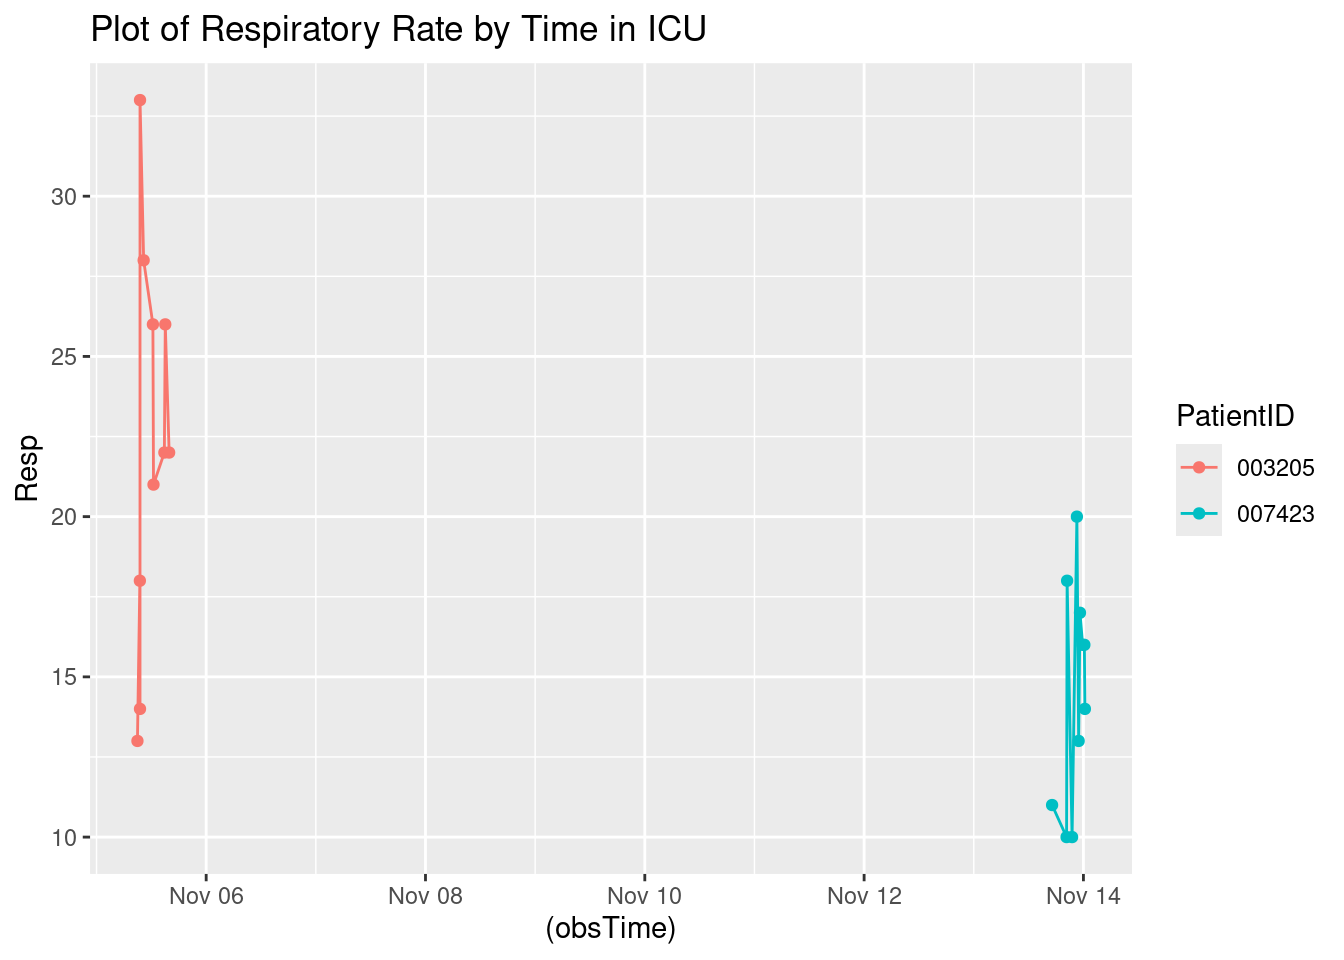 Plot of Respiratory Rate by Time in ICU
30
25
20
15
10
Resp
Nov 06
Nov 08
Nov 10
Nov 12
Nov 14
(obsTime)
PatientID
003205
007423